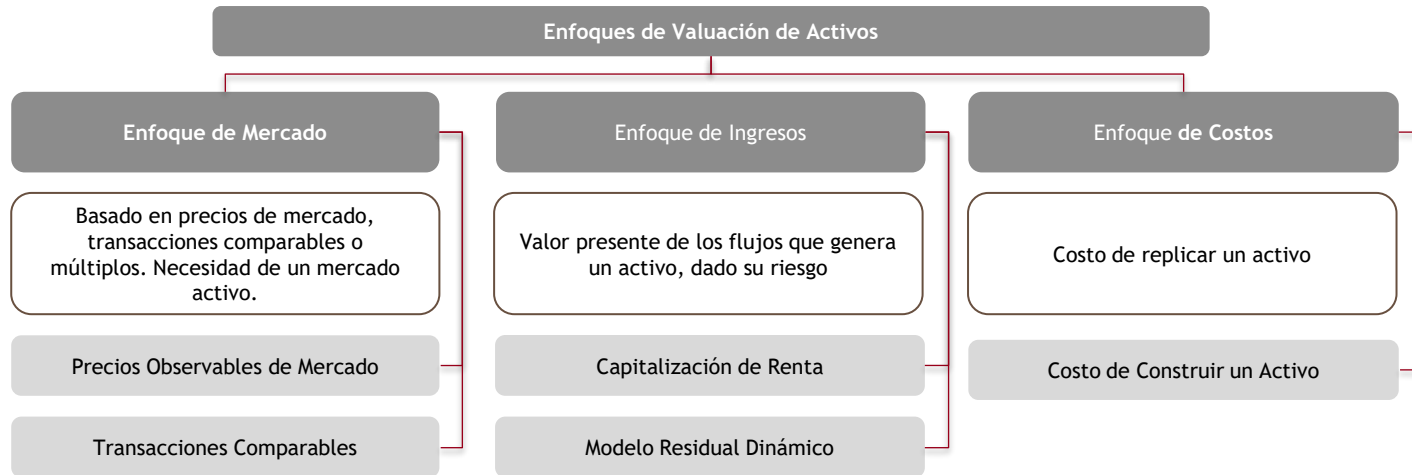 Enfoques de Valuación de Activos
Enfoque de Mercado
Enfoque de Ingresos
Enfoque de Costos
Basado en precios de mercado,
transacciones comparables o
múltiplos. Necesidad de un mercado
activo.
Valor presente de los flujos que genera
un activo, dado su riesgo
Costo de replicar un activo
Precios Observables de Mercado
Capitalización de Renta
Costo de Construir un Activo
Transacciones Comparables
Modelo Residual Dinámico